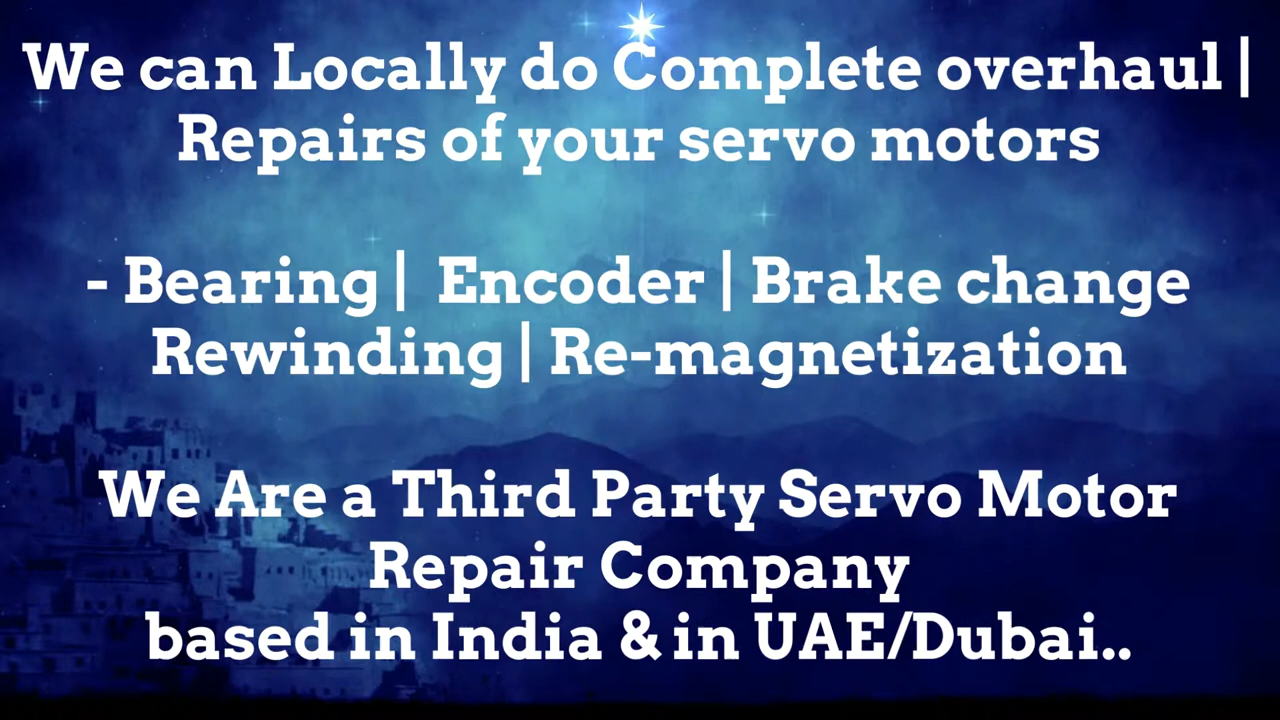 We can Locally do Complete overhaul |
Repairs of your servo motors
- Bearing | Encoder | Brake change
Rewinding | Re-magnetization
We Are a Third Party Servo Motor
Repair Company
based in India & in UAE/Dubai..